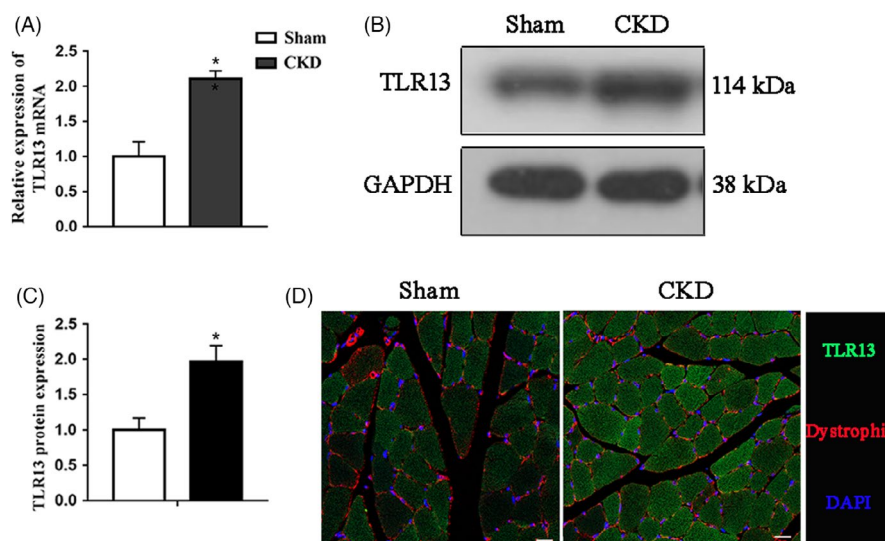 (A)
Sham
CKD
Relative expression of
TLR13 mRNA
2.5
2.0
1.5
1.0
0.5
0.0
*
*
(B)
Sham CKD
TLR13
114 kDa
GAPDH
38 kDa
(C)
TLR13 protein expression
2.5
2.0
1.5
1.0
0.5
0.0
*
(D)
Sham CKD
TLR13
Dystrophi
DAPI